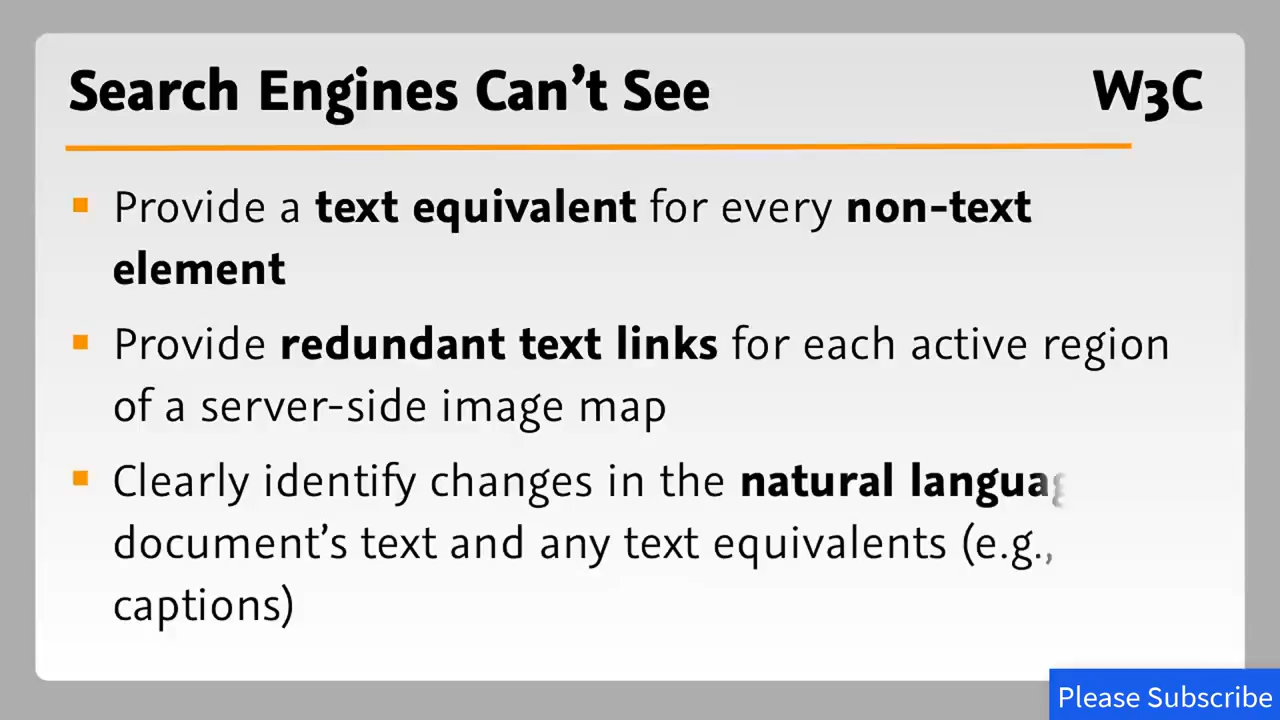 Search Engines Can't See
W3C
Provide a text equivalent for every non-text
element
Provide redundant text links for each active region
of a server-side image map
Clearly identify changes in the natural
document's text and any text equivalents (e.g.,
captions)
Please Subscribe